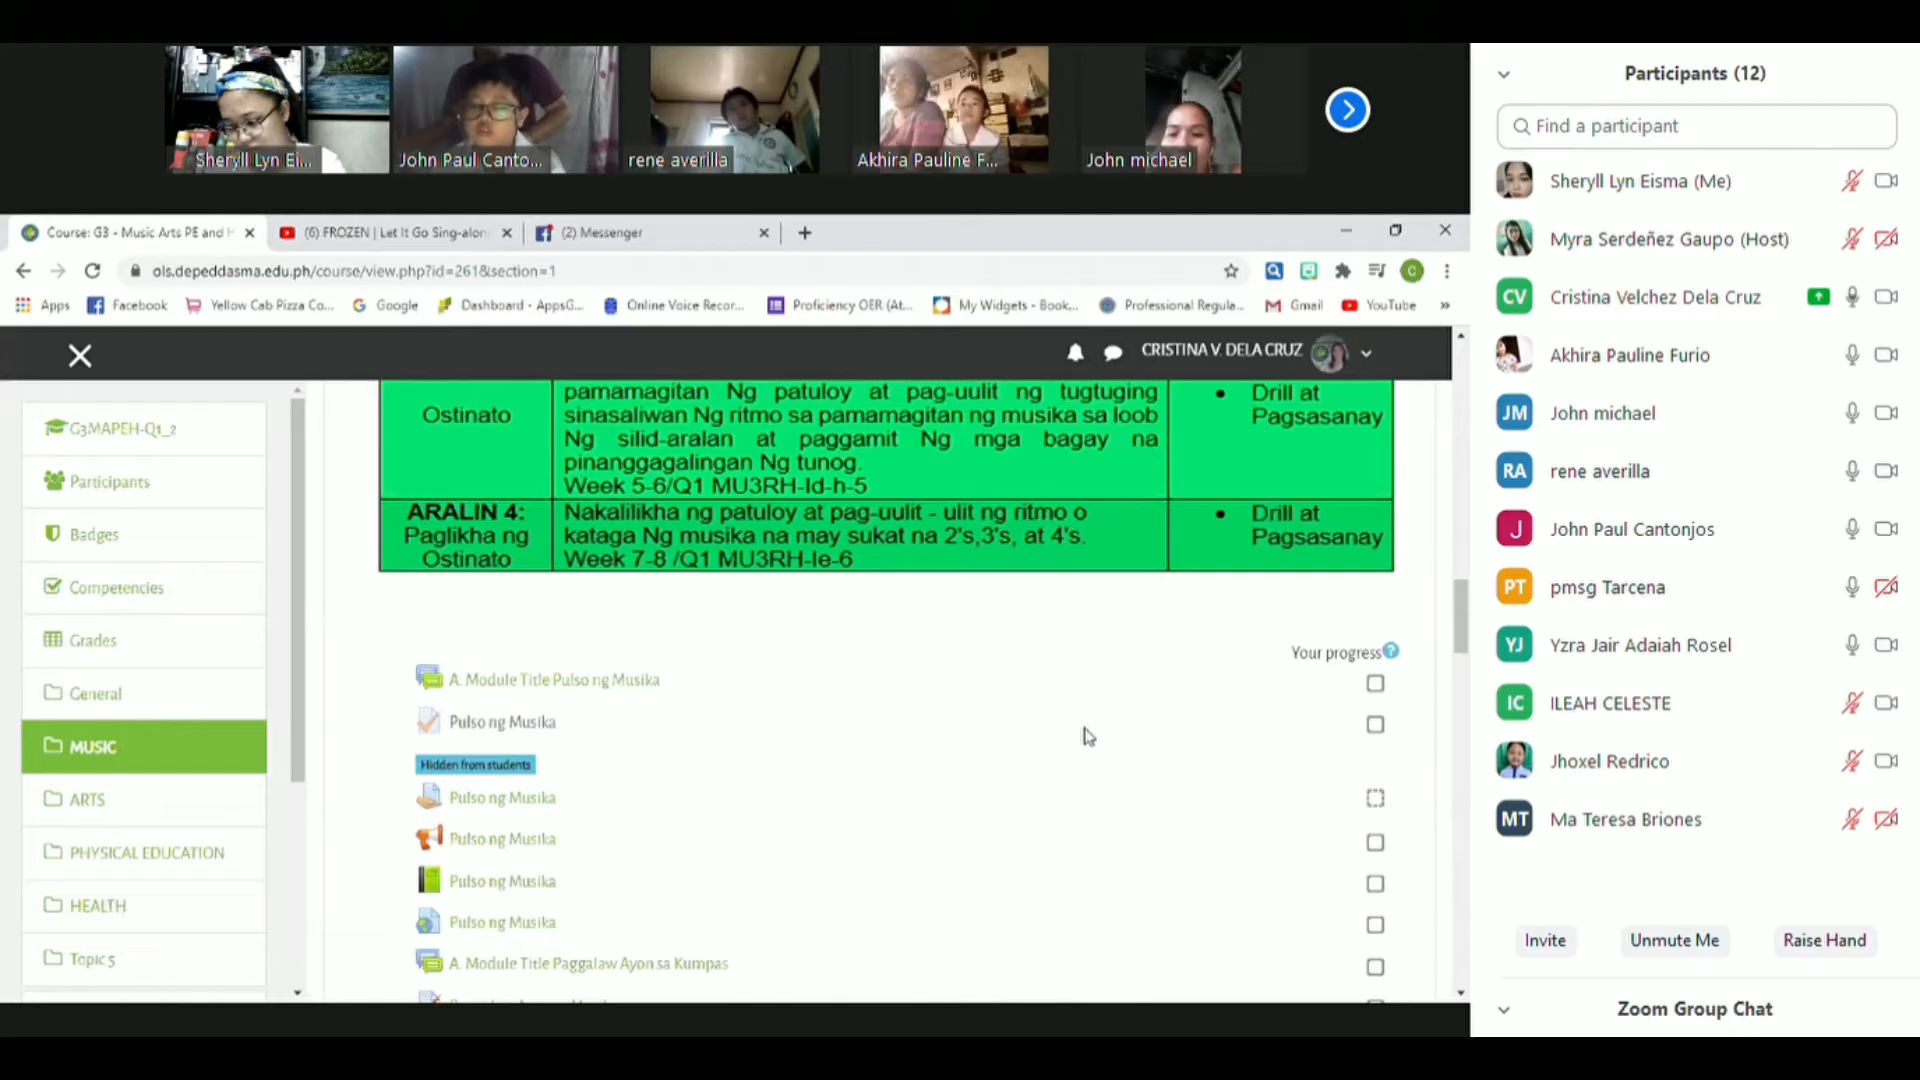 Sheryll Lyn Ei...
John Paul Canto...
rene averilla
Akhira Pauline F...
John michael
Course: G3 - Music Arts PE and H
(6) FROZEN | Let It Go Sing-alon
(2) Messenger
ols.depeddasma.edu.ph/course/view.php?id=261&section=1
C
Apps
Facebook
Yellow Cab Pizza Co...
Google
Dashboard - AppsG...
Online Voice Recor...
Proficiency OER (At...
My Widgets - Book...
Professional Regula...
Gmail
YouTube
»
CRISTINA V. DELA CRUZ
G3MAPEH-Q1_2
Participants
Badges
Competencies
Grades
General
MUSIC
ARTS
PHYSICAL EDUCATION
HEALTH
Topic 5
Ostinato
pamamagitan Ng patuloy at pag-uulit ng tugtuging
sinasaliwan Ng ritmo sa pamamagitan ng musika sa loob
Ng silid-aralan at paggamit Ng mga bagay na
pinanggagalingan Ng tunog.
Week 5-6/Q1 MU3RH-Id-h-5
• Drill at
Pagsasanay
ARALIN 4:
Paglikha ng
Ostinato
Nakalilikha ng patuloy at pag-uulit - ulit ng ritmo o
kataga Ng musika na may sukat na 2's,3's, at 4's.
Week 7-8 /Q1 MU3RH-Ie-6
• Drill at
Pagsasanay
Your progress
A. Module Title Pulso ng Musika
Pulso ng Musika
Hidden from students
Pulso ng Musika
Pulso ng Musika
Pulso ng Musika
Pulso ng Musika
A. Module Title Paggalaw Ayon sa Kumpas
Participants (12)
Find a participant
Sheryll Lyn Eisma (Me)
Myra Serdeñez Gaupo (Host)
CV Cristina Velchez Dela Cruz
Akhira Pauline Furio
JM John michael
RA rene averilla
J John Paul Cantonjos
PT pmsg Tarcena
YJ Yzra Jair Adaiah Rosel
IC ILEAH CELESTE
Jhoxel Redrico
MT Ma Teresa Briones
Invite
Unmute Me
Raise Hand
Zoom Group Chat